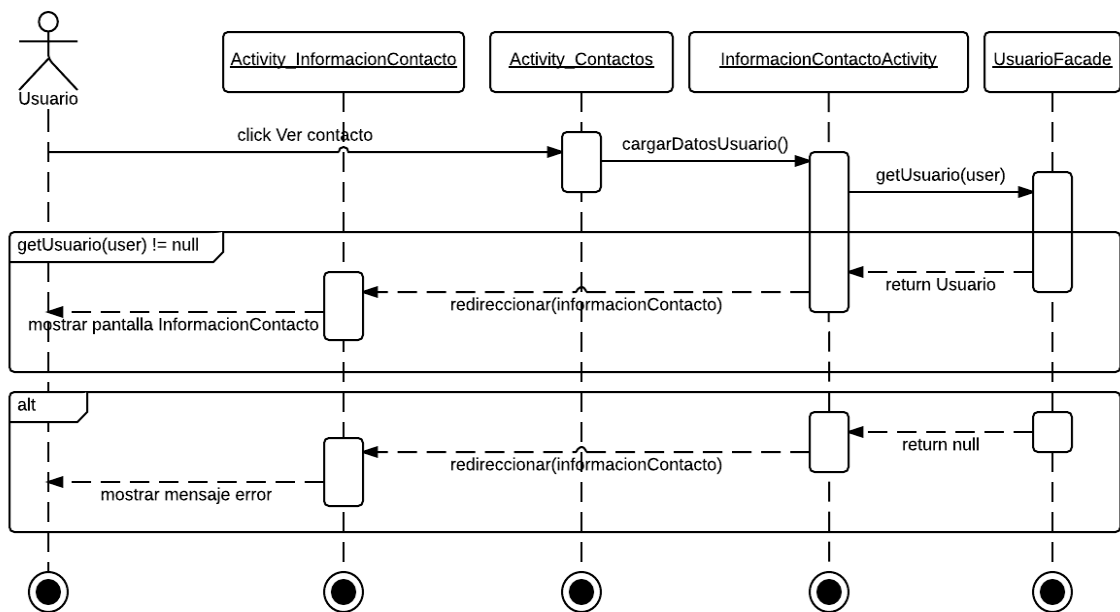 Usuario
Activity_InformacionContacto
Activity_Contactos
InformacionContactoActivity
UsuarioFacade
click Ver contacto
cargarDatosUsuario()
getUsuario(user)
getUsuario(user) != null
return Usuario
redireccionar(informacionContacto)
mostrar pantalla InformacionContacto
alt
return null
redireccionar(informacionContacto)
mostrar mensaje error